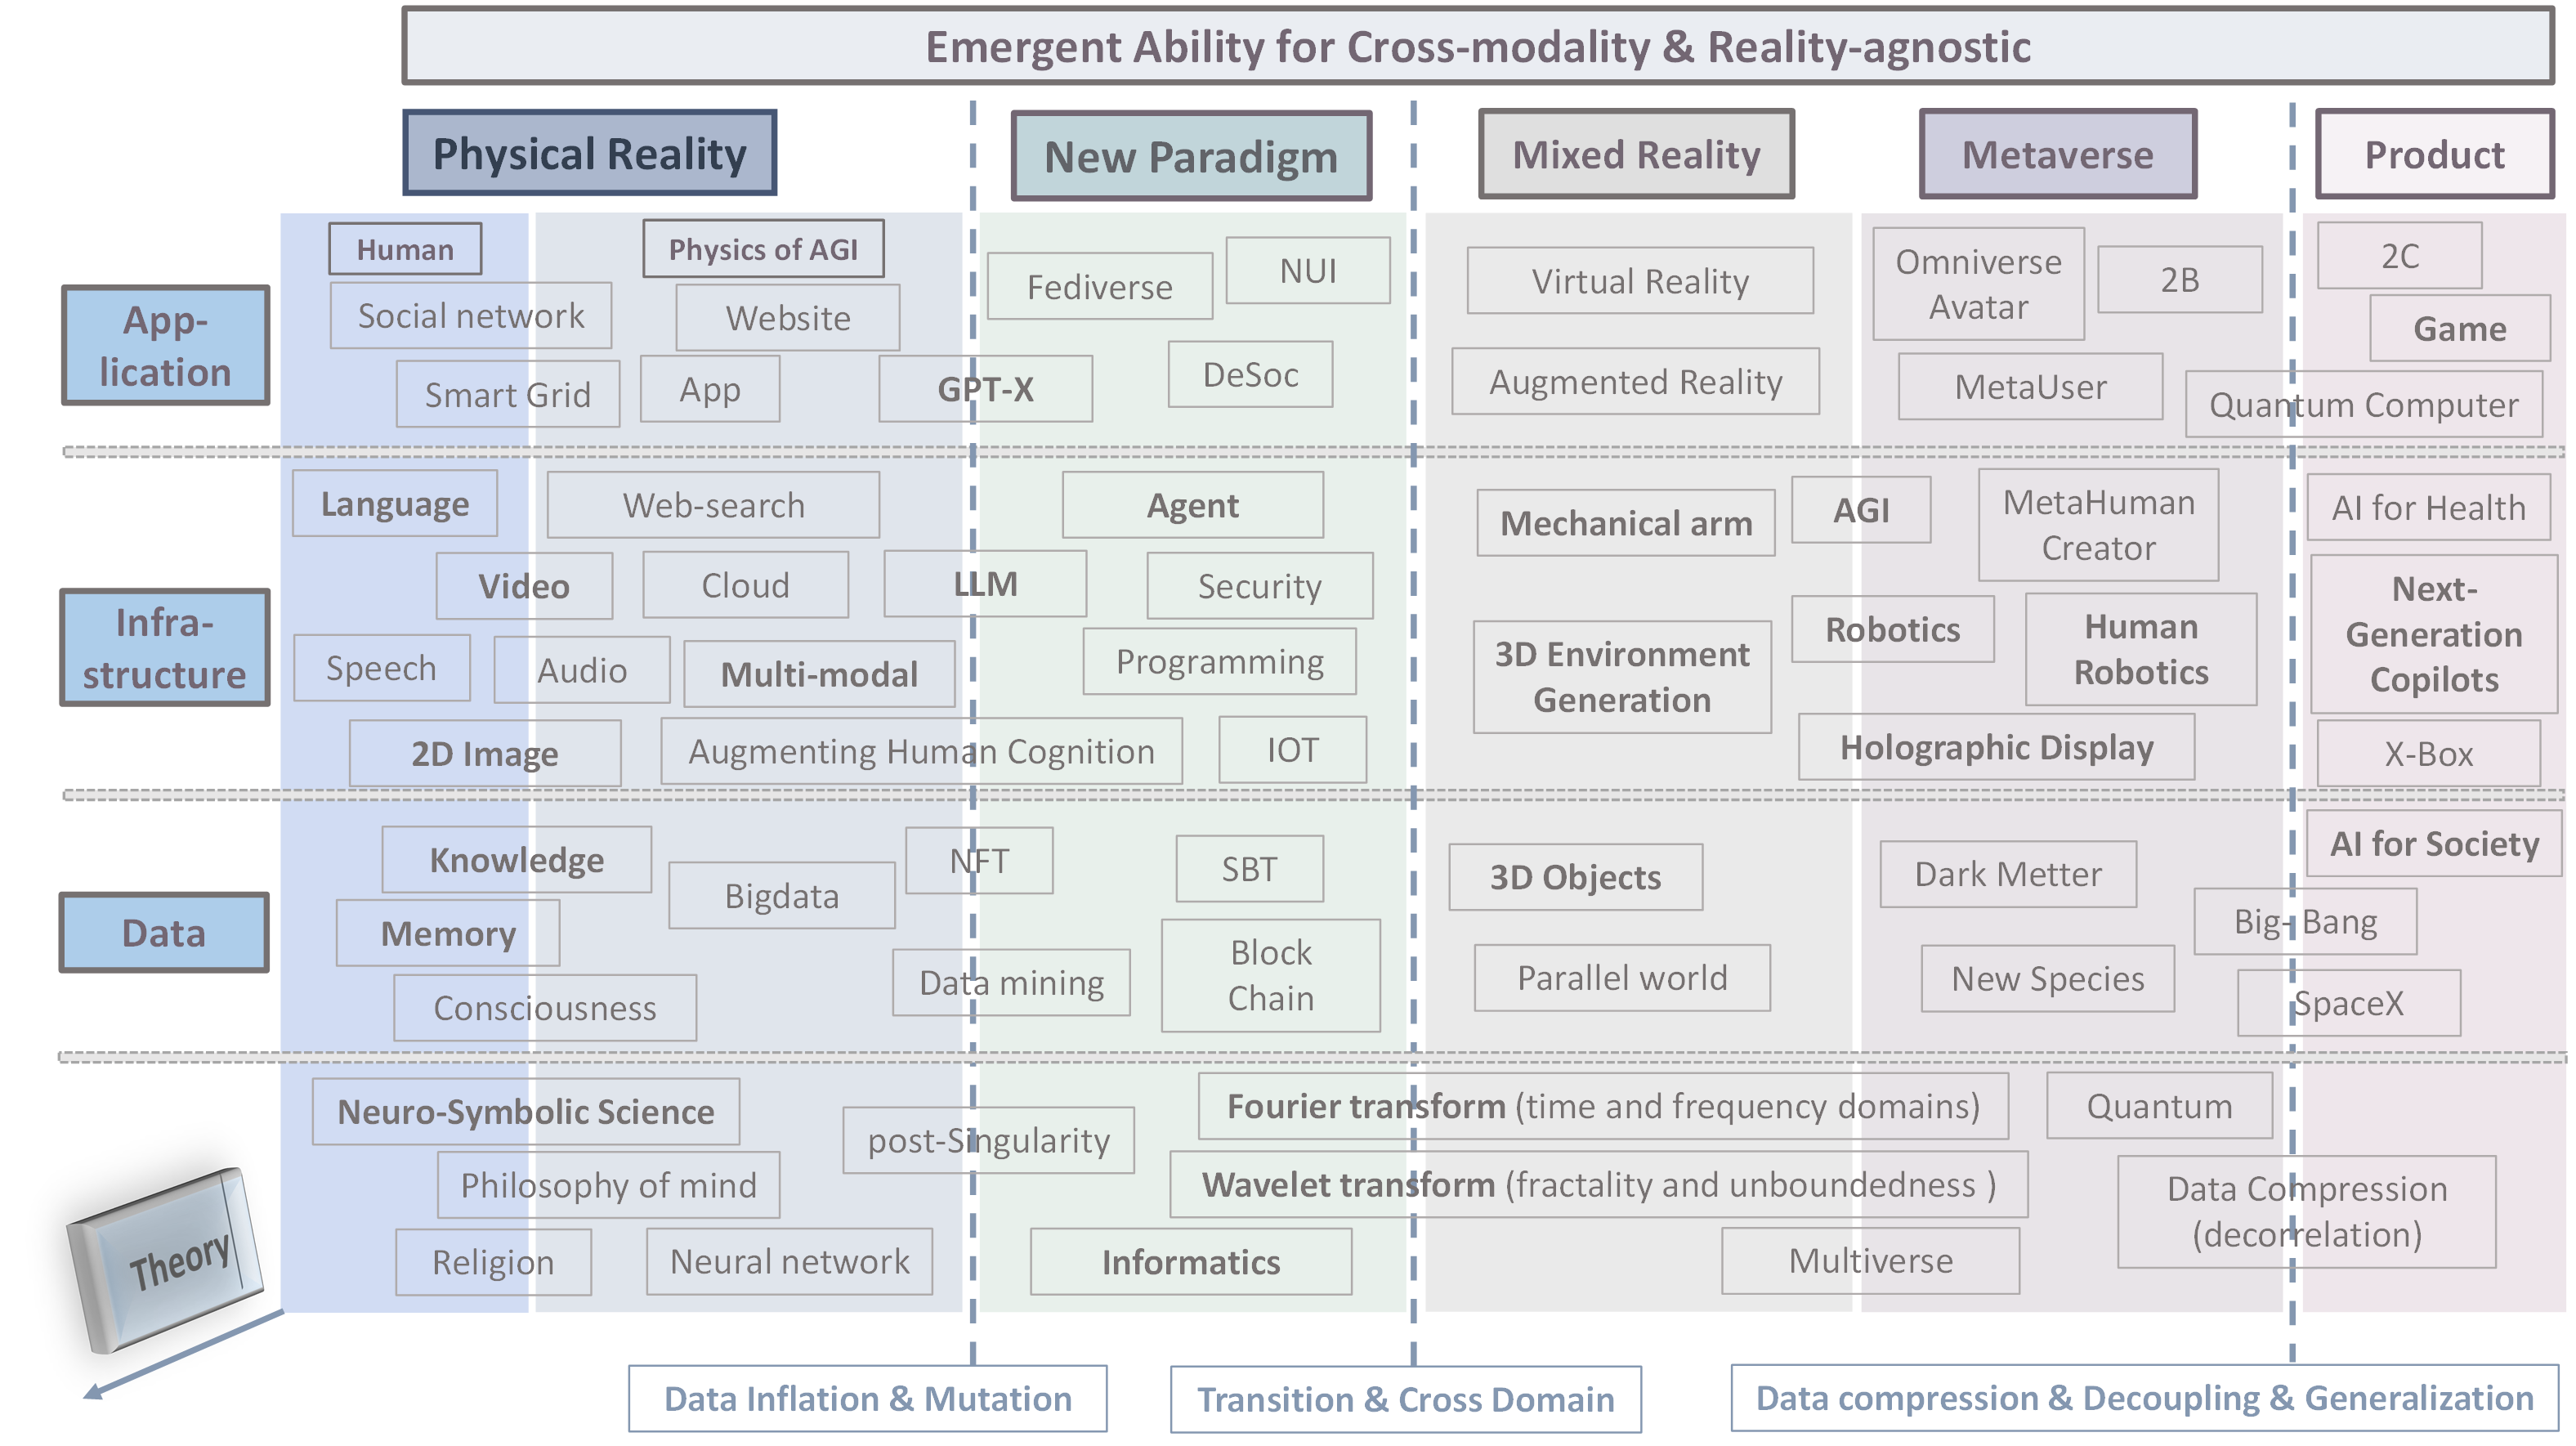 Emergent Ability for Cross-modality & Reality-agnostic
Physical Reality
New Paradigm
Mixed Reality
Metaverse
Product
App-
lication
Human
Physics of AGI
Social network
Website
Smart Grid
App
GPT-X
Fediverse
NUI
DeSoc
Virtual Reality
Augmented Reality
Omniverse
Avatar
2B
MetaUser
2C
Game
Quantum Computer
Infra-
structure
Language
Web-search
Video
Cloud
LLM
Speech
Audio
Multi-modal
2D Image
Augmenting Human Cognition
Agent
Security
Programming
IOT
Mechanical arm
AGI
MetaHuman
Creator
3D Environment
Generation
Robotics
Human
Robotics
Holographic Display
AI for Health
Next-
Generation
Copilots
X-Box
Data
Knowledge
Bigdata
NFT
Memory
Consciousness
Data mining
SBT
Block
Chain
3D Objects
Parallel world
Dark Metter
New Species
AI for Society
Big- Bang
SpaceX
Theory
Neuro-Symbolic Science
Philosophy of mind
Religion
Neural network
post-Singularity
Fourier transform (time and frequency domains)
Wavelet transform (fractality and unboundedness )
Informatics
Multiverse
Quantum
Data Compression
(decorrelation)
Data Inflation & Mutation
Transition & Cross Domain
Data compression & Decoupling & Generalization